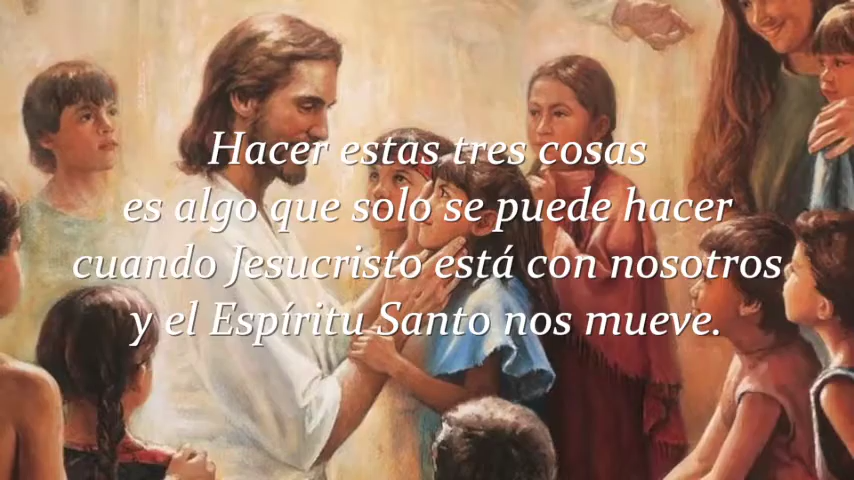 Hacer estas tres cosas
es algo que solo se puede hacer
cuando Jesucristo está con nosotros
y el Espíritu Santo nos mueve.